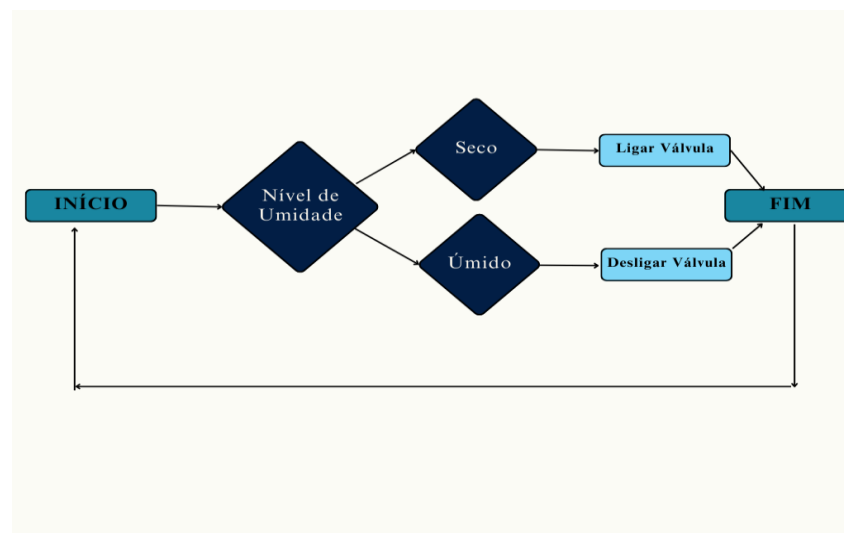 INÍCIO
Nível de
Umidade
Seco
Ligar Válvula
Úmido
Desligar Válvula
FIM